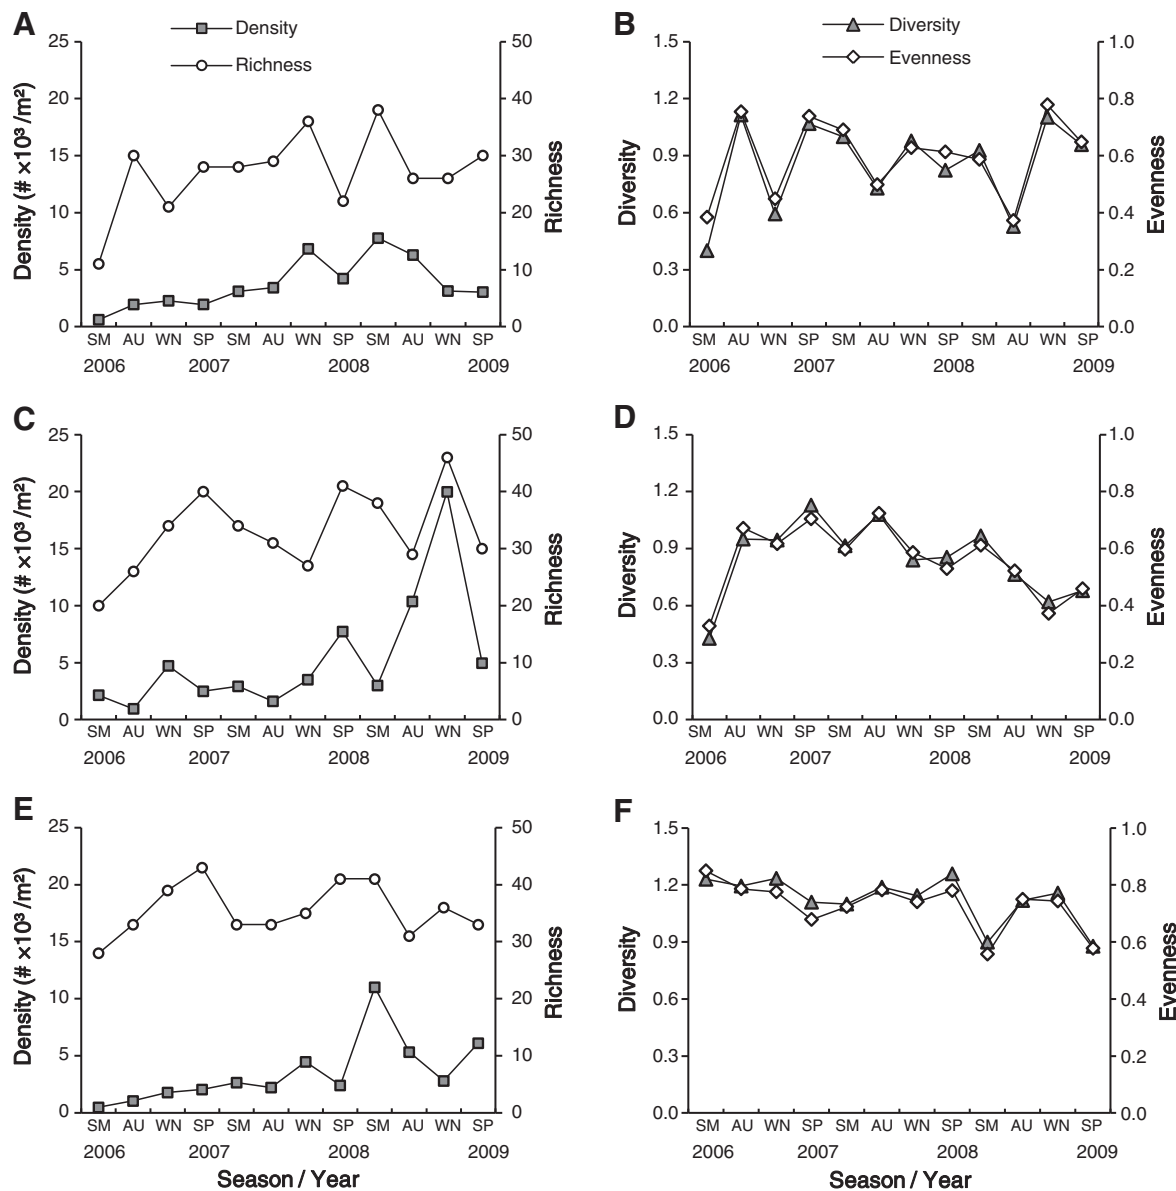 A
Density
Richness
25
20
15
10
5
0
50
40
30
20
10
0
Density (# ×10³ /m²)
Richness
SM AU WN SP SM AU WN SP SM AU WN SP
2006 2007 2008 2009
B
Diversity
Evenness
1.5
1.2
0.9
0.6
0.3
0.0
1.0
0.8
0.6
0.4
0.2
0.0
Diversity
Evenness
SM AU WN SP SM AU WN SP SM AU WN SP
2006 2007 2008 2009
C
25
20
15
10
5
0
50
40
30
20
10
0
Density (# ×10³ /m²)
Richness
SM AU WN SP SM AU WN SP SM AU WN SP
2006 2007 2008 2009
D
1.5
1.2
0.9
0.6
0.3
0.0
1.0
0.8
0.6
0.4
0.2
0.0
Diversity
Evenness
SM AU WN SP SM AU WN SP SM AU WN SP
2006 2007 2008 2009
E
25
20
15
10
5
0
50
40
30
20
10
0
Density (# ×10³ /m²)
Richness
SM AU WN SP SM AU WN SP SM AU WN SP
2006 2007 2008 2009
Season / Year
F
1.5
1.2
0.9
0.6
0.3
0.0
1.0
0.8
0.6
0.4
0.2
0.0
Diversity
Evenness
SM AU WN SP SM AU WN SP SM AU WN SP
2006 2007 2008 2009
Season / Year